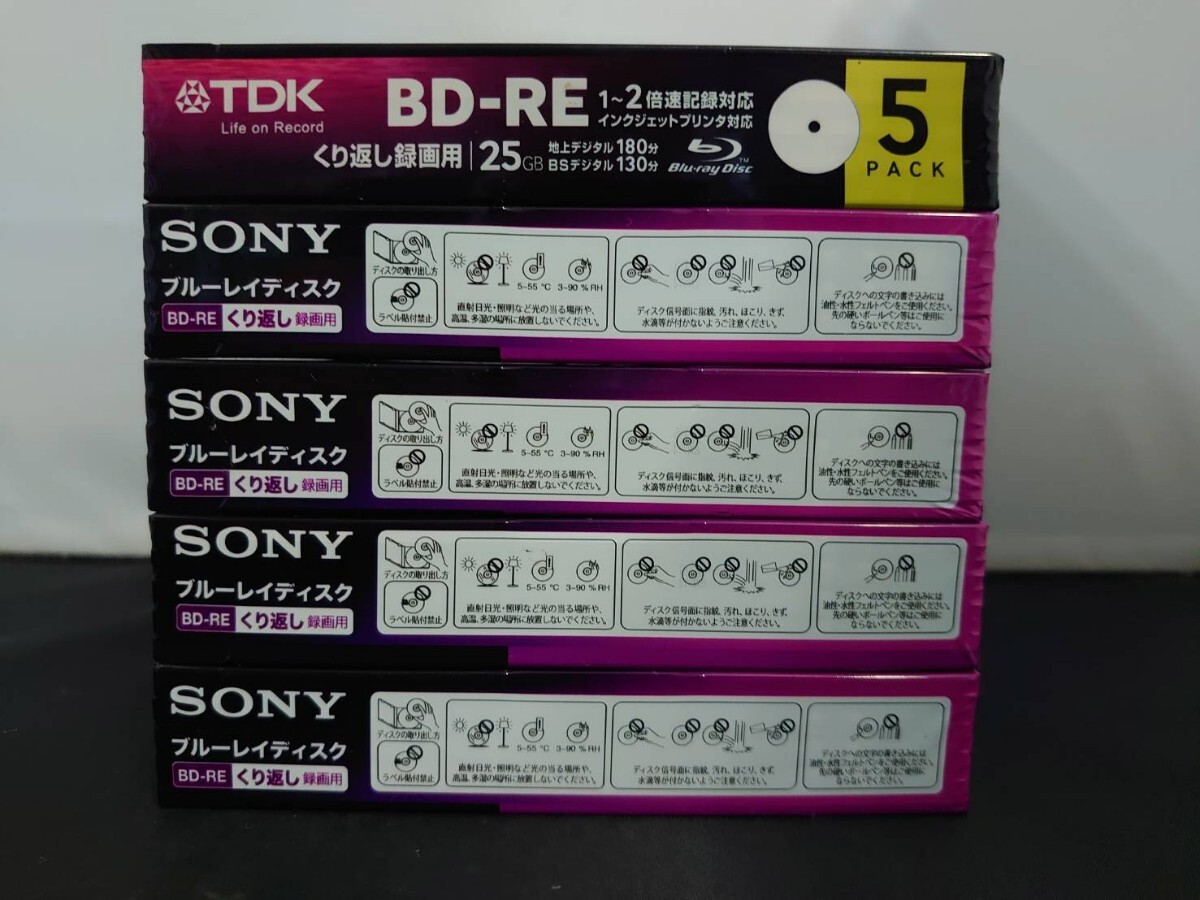 TDK
Life on Record
BD-RE
1~2倍速記録対応
インクジェットプリンタ対応
くり返し録画用
25GB
地上デジタル180分
BSデジタル130分
Blu-ray Disc™
5
PACK
SONY
ブルーレイディスク
BD-RE くり返し 録画用
ディスクの取り出し方
ラベル貼付禁止
5-55 °C 3-90 % RH
直射日光・照明など光の当る場所や、
高温、多湿の場所に放置しないでください。
ディスク信号面に指紋、汚れ、ほこり、きず、
水滴等が付かないようご注意ください。
ディスクへの文字の書き込みには
油性・水性フェルトペンをご使用ください。
先の硬いボールペン等はご使用に
ならないでください。
SONY
ブルーレイディスク
BD-RE くり返し 録画用
ディスクの取り出し方
ラベル貼付禁止
5-55 °C 3-90 % RH
直射日光・照明など光の当る場所や、
高温、多湿の場所に放置しないでください。
ディスク信号面に指紋、汚れ、ほこり、きず、
水滴等が付かないようご注意ください。
ディスクへの文字の書き込みには
油性・水性フェルトペンをご使用ください。
先の硬いボールペン等はご使用に
ならないでください。
SONY
ブルーレイディスク
BD-RE くり返し 録画用
ディスクの取り出し方
ラベル貼付禁止
5-55 °C 3-90 % RH
直射日光・照明など光の当る場所や、
高温、多湿の場所に放置しないでください。
ディスク信号面に指紋、汚れ、ほこり、きず、
水滴等が付かないようご注意ください。
ディスクへの文字の書き込みには
油性・水性フェルトペンをご使用ください。
先の硬いボールペン等はご使用に
ならないでください。
SONY
ブルーレイディスク
BD-RE くり返し 録画用
ディスクの取り出し方
ラベル貼付禁止
5-55 °C 3-90 % RH
直射日光・照明など光の当る場所や、
高温、多湿の場所に放置しないでください。
ディスク信号面に指紋、汚れ、ほこり、きず、
水滴等が付かないようご注意ください。
ディスクへの文字の書き込みには
油性・水性フェルトペンをご使用ください。
先の硬いボールペン等はご使用に
ならないでください。